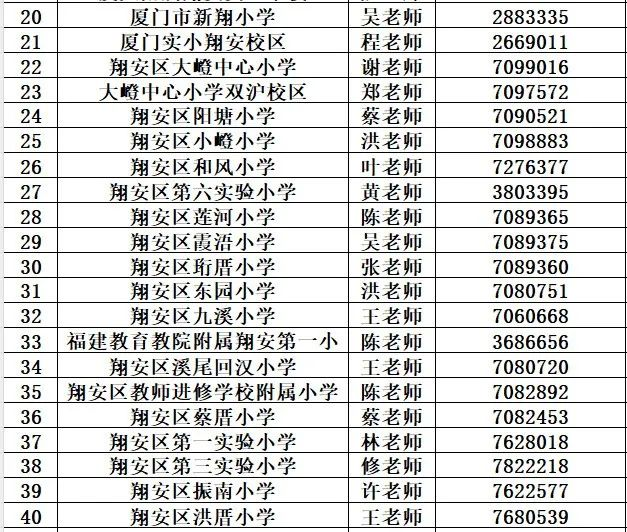 20 厦门市新翔小学 吴老师 2883335
21 厦门实小翔安校区 程老师 2669011
22 翔安区大嶝中心小学 谢老师 7099016
23 大嶝中心小学双沪校区 郑老师 7097572
24 翔安区阳塘小学 蔡老师 7090521
25 翔安区小嶝小学 洪老师 7098883
26 翔安区和风小学 叶老师 7276377
27 翔安区第六实验小学 黄老师 3803395
28 翔安区莲河小学 陈老师 7089365
29 翔安区霞浯小学 吴老师 7089375
30 翔安区珩厝小学 张老师 7089360
31 翔安区东园小学 洪老师 7080751
32 翔安区九溪小学 王老师 7060668
33 福建教育教院附属翔安第一小 陈老师 3686656
34 翔安区溪尾回汉小学 王老师 7080720
35 翔安区教师进修学校附属小学 陈老师 7082892
36 翔安区蔡厝小学 蔡老师 7082453
37 翔安区第一实验小学 林老师 7628018
38 翔安区第三实验小学 修老师 7822218
39 翔安区振南小学 许老师 7622577
40 翔安区洪厝小学 王老师 7680539